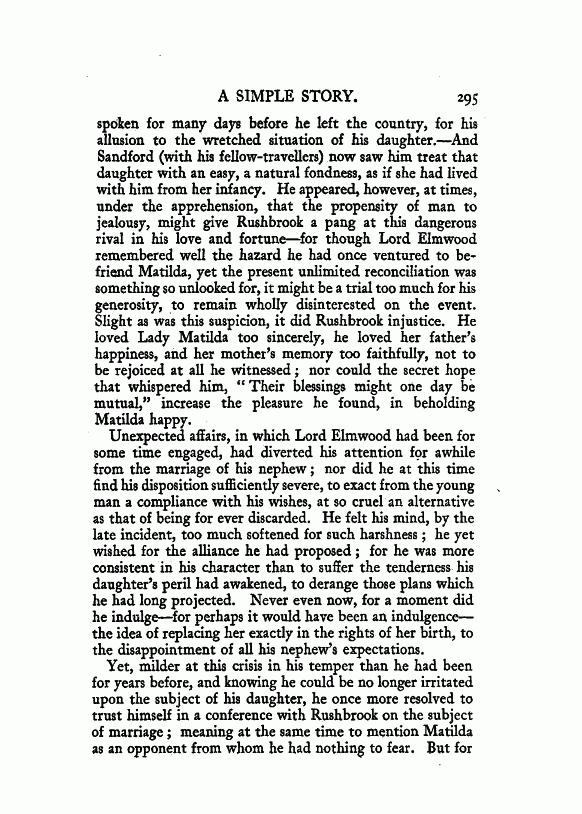 A SIMPLE STORY. 295
spoken for many days before he left the country, for his
allusion to the wretched situation of his daughter.—And
Sandford (with his fellow-travellers) now saw him treat that
daughter with an easy, a natural fondness, as if she had lived
with him from her infancy. He appeared, however, at times,
under the apprehension, that the propensity of man to
jealousy, might give Rushbrook a pang at this dangerous
rival in his love and fortune—for though Lord Elmwood
remembered well the hazard he had once ventured to be-
friend Matilda, yet the present unlimited reconciliation was
something so unlooked for, it might be a trial too much for his
generosity, to remain wholly disinterested on the event.
Slight as was this suspicion, it did Rushbrook injustice. He
loved Lady Matilda too sincerely, he loved her father's
happiness, and her mother's memory too faithfully, not to
be rejoiced at all he witnessed; nor could the secret hope
that whispered him, "Their blessings might one day be
mutual," increase the pleasure he found, in beholding
Matilda happy.
Unexpected affairs, in which Lord Elmwood had been for
some time engaged, had diverted his attention for awhile
from the marriage of his nephew; nor did he at this time
find his disposition sufficiently severe, to exact from the young
man a compliance with his wishes, at so cruel an alternative
as that of being for ever discarded. He felt his mind, by the
late incident, too much softened for such harshness; he yet
wished for the alliance he had proposed; for he was more
consistent in his character than to suffer the tenderness his
daughter's peril had awakened, to derange those plans which
he had long projected. Never even now, for a moment did
he indulge—for perhaps it would have been an indulgence—
the idea of replacing her exactly in the rights of her birth, to
the disappointment of all his nephew's expectations.
Yet, milder at this crisis in his temper than he had been
for years before, and knowing he could be no longer irritated
upon the subject of his daughter, he once more resolved to
trust himself in a conference with Rushbrook on the subject
of marriage; meaning at the same time to mention Matilda
as an opponent from whom he had nothing to fear. But for